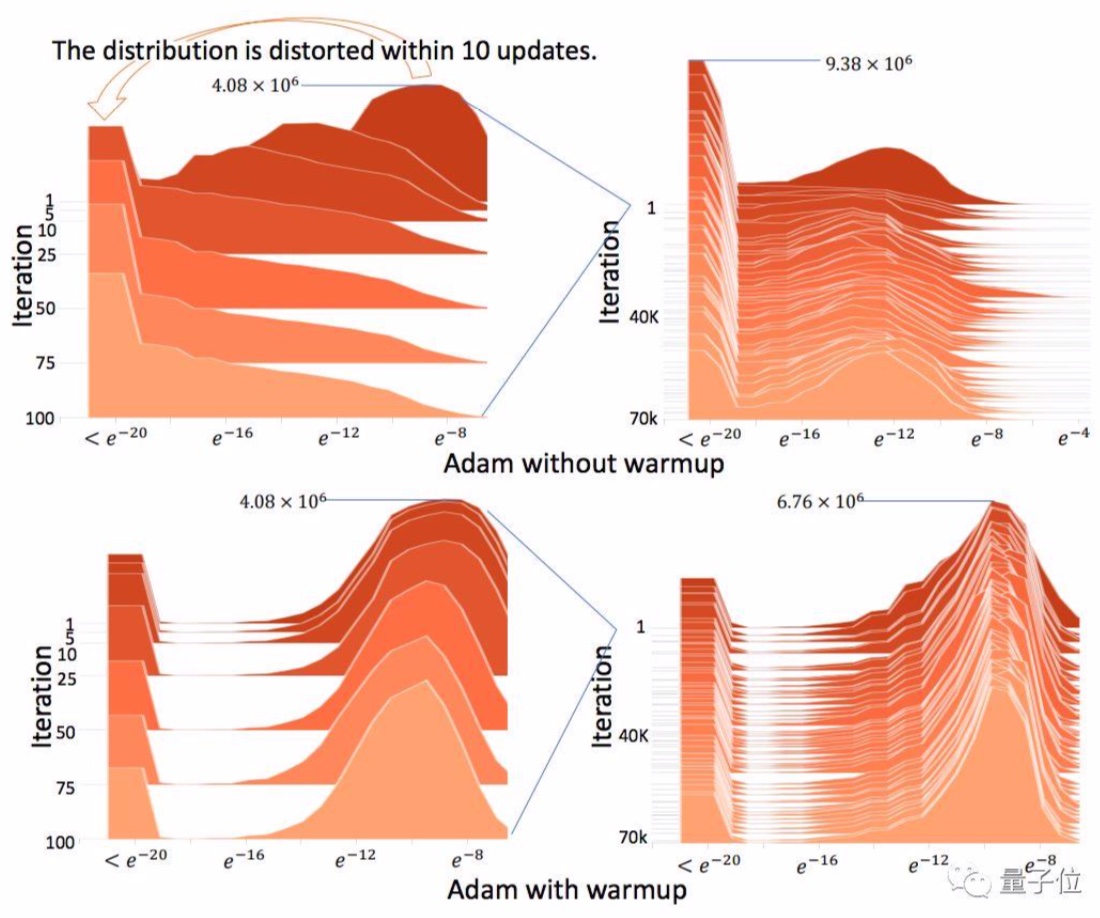 The distribution is distorted within 10 updates.
4.08 × 10⁶
Iteration
1
5
10
25
50
75
100
< e⁻²⁰ e⁻¹⁶ e⁻¹² e⁻⁸
9.38 × 10⁶
Iteration
1
40K
70k
< e⁻²⁰ e⁻¹⁶ e⁻¹² e⁻⁸ e⁻⁴
Adam without warmup
4.08 × 10⁶
Iteration
1
5
10
25
50
75
100
< e⁻²⁰ e⁻¹⁶ e⁻¹² e⁻⁸
6.76 × 10⁶
Iteration
1
40K
70k
< e⁻²⁰ e⁻¹⁶ e⁻¹² e⁻⁸
Adam with warmup
量子位